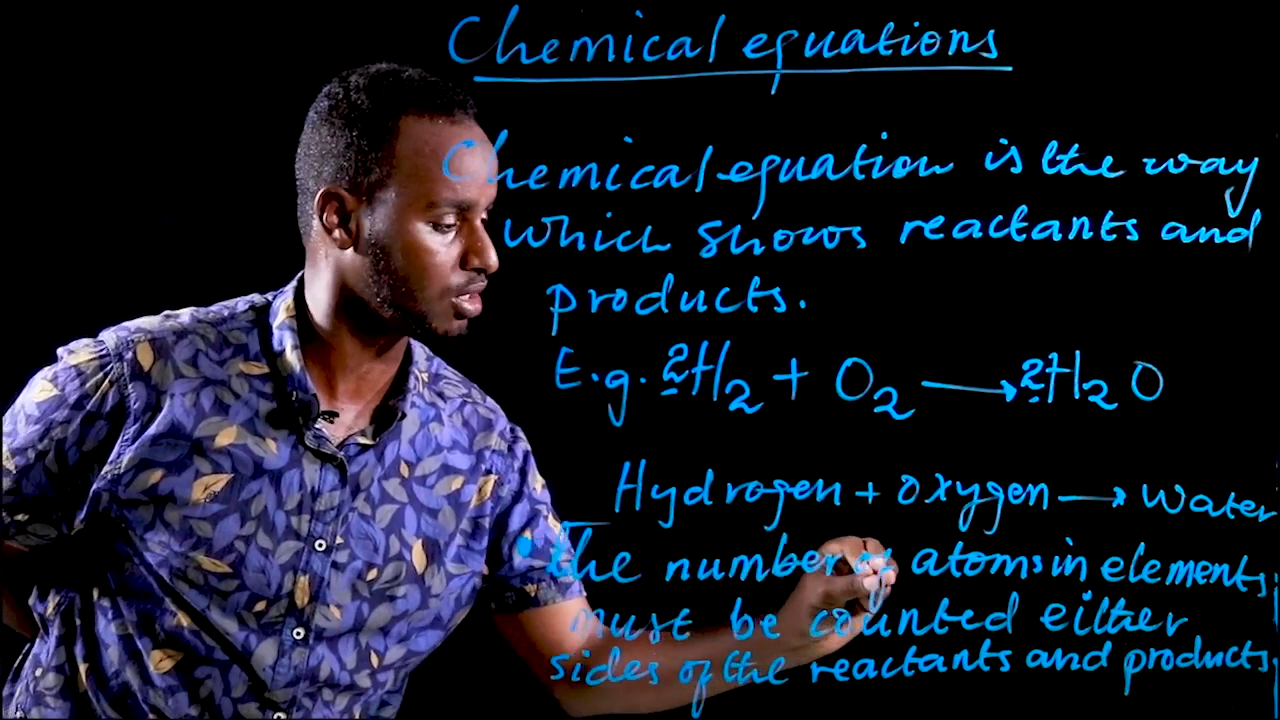 Chemical equations
Chemical equation is the way
which shows reactants and
products.
E.g. 2H₂ + O₂ → 2H₂O
Hydrogen + oxygen → water
the number of atoms in elements
must be counted either
sides of the reactants and products